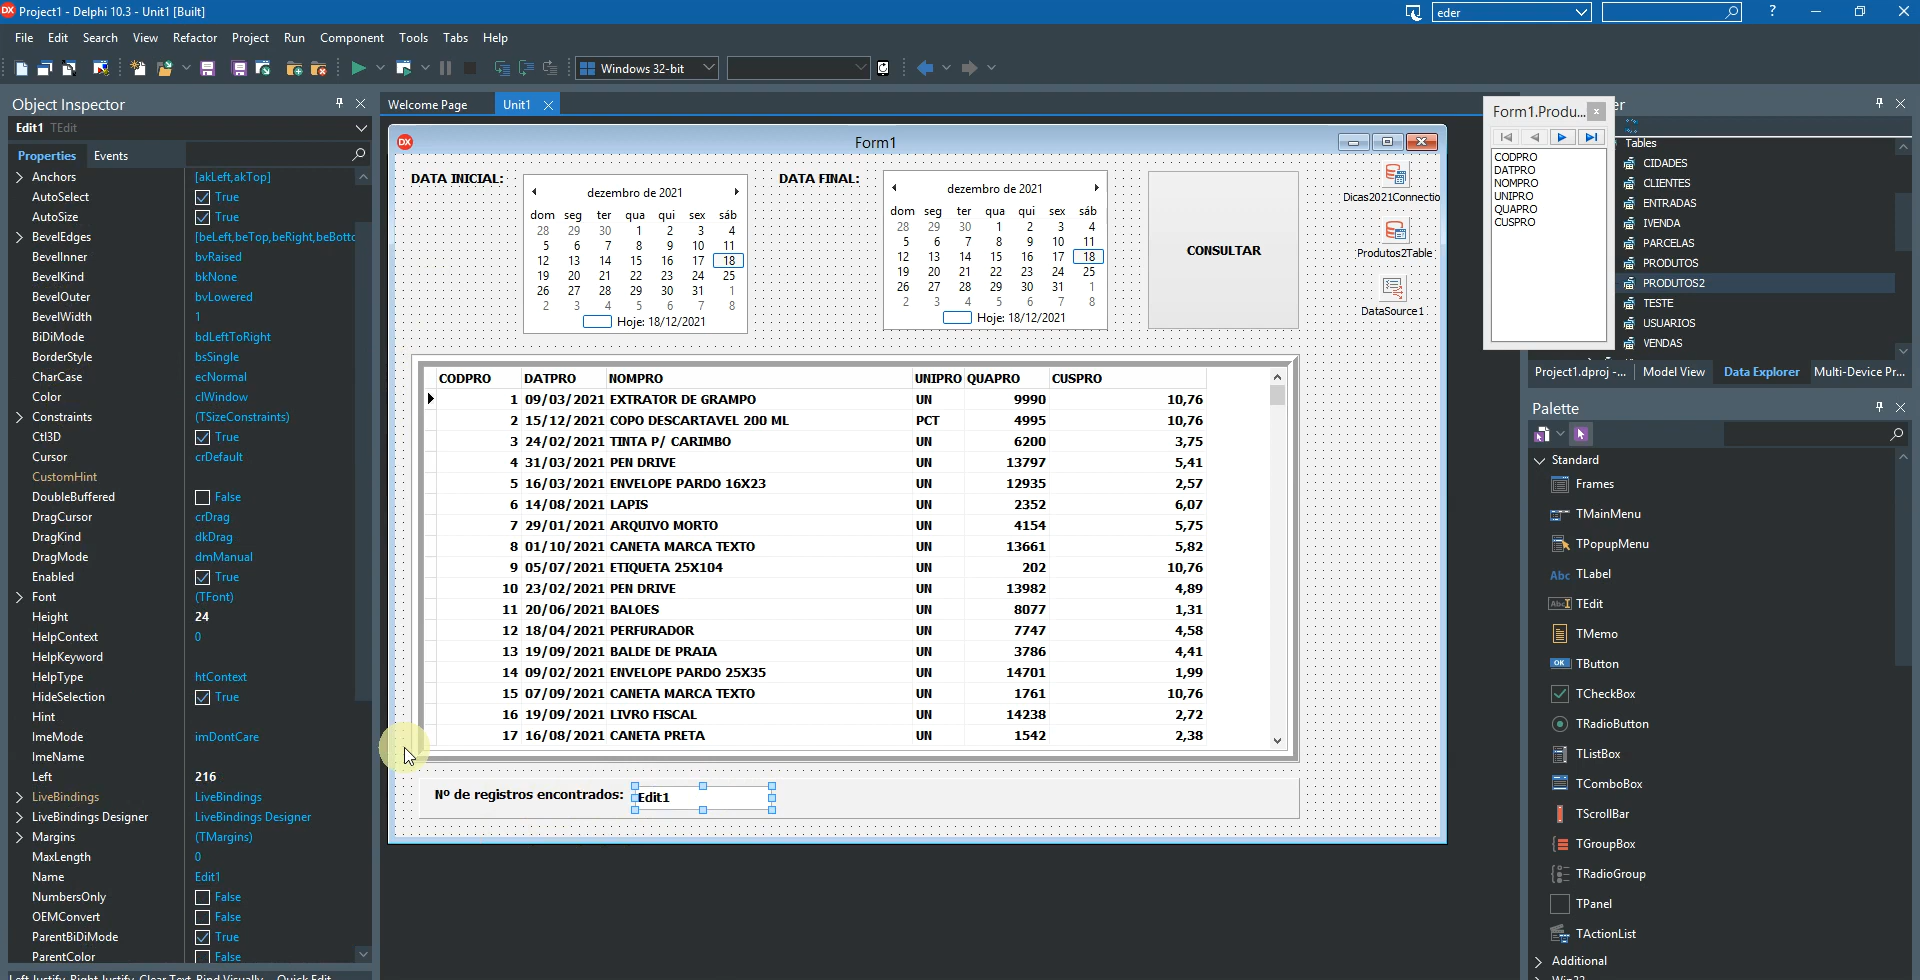 Project1 - Delphi 10.3 - Unit1 [Built]
eder
?
File Edit Search View Refactor Project Run Component Tools Tabs Help
Windows 32-bit
Object Inspector
Edit1 TEdit
Properties Events
Anchors [akLeft,akTop]
AutoSelect True
AutoSize True
BevelEdges [beLeft,beTop,beRight,beBotto
BevelInner bvRaised
BevelKind bkNone
BevelOuter bvLowered
BevelWidth 1
BiDiMode bdLeftToRight
BorderStyle bsSingle
CharCase ecNormal
Color clWindow
Constraints (TSizeConstraints)
Ctl3D True
Cursor crDefault
CustomHint
DoubleBuffered False
DragCursor crDrag
DragKind dkDrag
DragMode dmManual
Enabled True
Font (TFont)
Height 24
HelpContext 0
HelpKeyword
HelpType htContext
HideSelection True
Hint
ImeMode imDontCare
ImeName
Left 216
LiveBindings LiveBindings
LiveBindings Designer LiveBindings Designer
Margins (TMargins)
MaxLength 0
Name Edit1
NumbersOnly False
OEMConvert False
ParentBiDiMode True
ParentColor False
Welcome Page Unit1
Form1
DATA INICIAL:
dezembro de 2021
dom seg ter qua qui sex sáb
28 29 30 1 2 3 4
5 6 7 8 9 10 11
12 13 14 15 16 17 18
19 20 21 22 23 24 25
26 27 28 29 30 31 1
2 3 4 5 6 7 8
Hoje: 18/12/2021
DATA FINAL:
dezembro de 2021
dom seg ter qua qui sex sáb
28 29 30 1 2 3 4
5 6 7 8 9 10 11
12 13 14 15 16 17 18
19 20 21 22 23 24 25
26 27 28 29 30 31 1
2 3 4 5 6 7 8
Hoje: 18/12/2021
CONSULTAR
Dicas2021Connectio
Produtos2Table
DataSource1
CODPRO DATPRO NOMPRO UNIPRO QUAPRO CUSPRO
1 09/03/2021 EXTRATOR DE GRAMPO UN 9990 10,76
2 15/12/2021 COPO DESCARTAVEL 200 ML PCT 4995 10,76
3 24/02/2021 TINTA P/ CARIMBO UN 6200 3,75
4 31/03/2021 PEN DRIVE UN 13797 5,41
5 16/03/2021 ENVELOPE PARDO 16X23 UN 12935 2,57
6 14/08/2021 LAPIS UN 2352 6,07
7 29/01/2021 ARQUIVO MORTO UN 4154 5,75
8 01/10/2021 CANETA MARCA TEXTO UN 13661 5,82
9 05/07/2021 ETIQUETA 25X104 UN 202 10,76
10 23/02/2021 PEN DRIVE UN 13982 4,89
11 20/06/2021 BALOES UN 8077 1,31
12 18/04/2021 PERFURADOR UN 7747 4,58
13 19/09/2021 BALDE DE PRAIA UN 3786 4,41
14 09/02/2021 ENVELOPE PARDO 25X35 UN 14701 1,99
15 07/09/2021 CANETA MARCA TEXTO UN 1761 10,76
16 19/09/2021 LIVRO FISCAL UN 14238 2,72
17 16/08/2021 CANETA PRETA UN 1542 2,38
Nº de registros encontrados: Edit1
Form1.Produ...
CODPRO
DATPRO
NOMPRO
UNIPRO
QUAPRO
CUSPRO
er
Tables
CIDADES
CLIENTES
ENTRADAS
IVENDA
PARCELAS
PRODUTOS
PRODUTOS2
TESTE
USUARIOS
VENDAS
Project1.dproj -... Model View Data Explorer Multi-Device Pr...
Palette
Standard
Frames
TMainMenu
TPopupMenu
Abc TLabel
TEdit
TMemo
OK TButton
TCheckBox
TRadioButton
TListBox
TComboBox
TScrollBar
TGroupBox
TRadioGroup
TPanel
TActionList
Additional